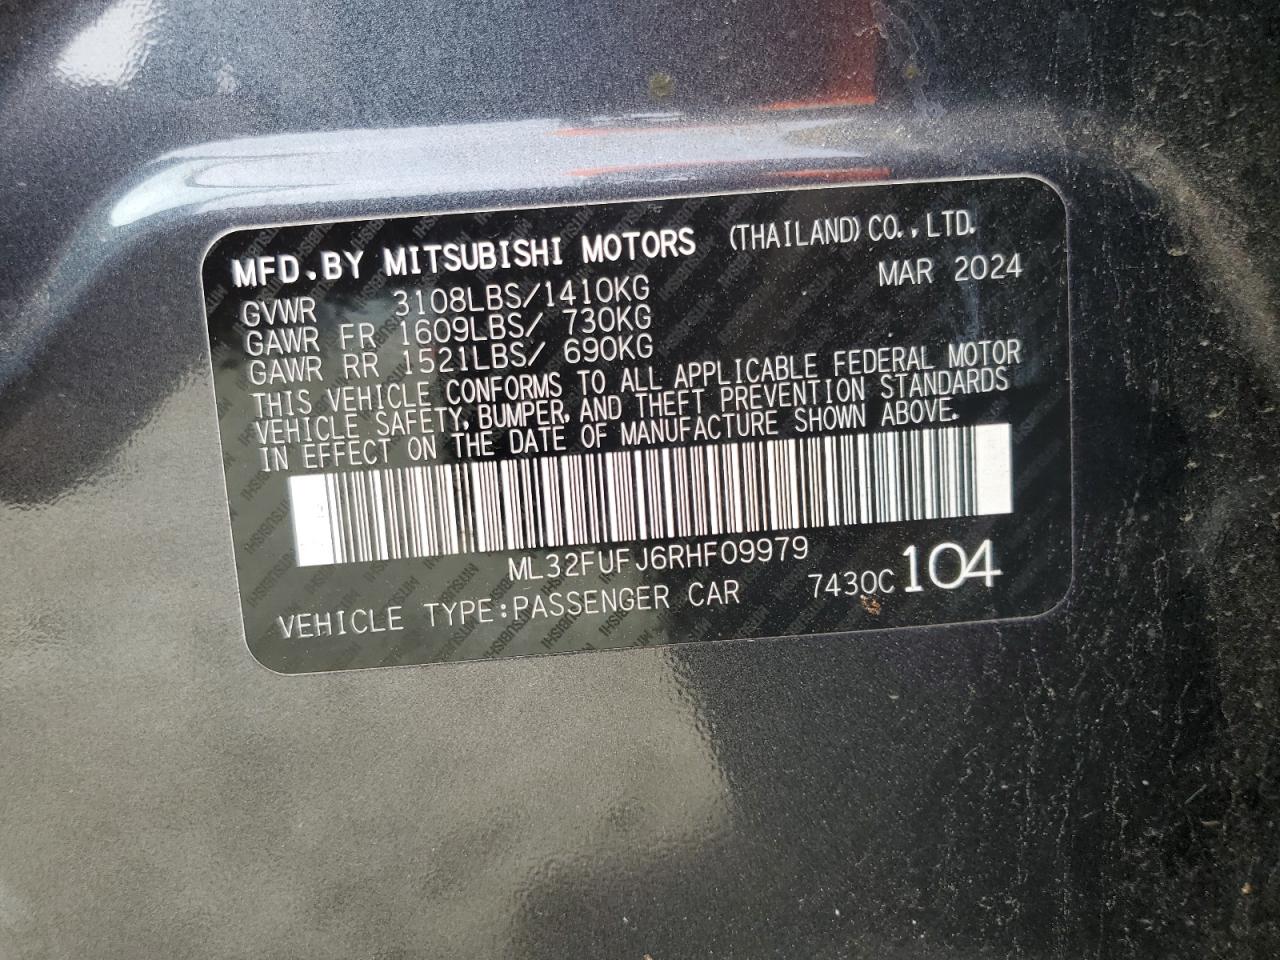 MFD.BY MITSUBISHI MOTORS (THAILAND) CO.,LTD.
GVWR 3108LBS/1410KG MAR 2024
GAWR FR 1609LBS/ 730KG
GAWR RR 1521LBS/ 690KG
THIS VEHICLE CONFORMS TO ALL APPLICABLE FEDERAL MOTOR
VEHICLE SAFETY, BUMPER, AND THEFT PREVENTION STANDARDS
IN EFFECT ON THE DATE OF MANUFACTURE SHOWN ABOVE.
ML32FUFJ6RHF09979
VEHICLE TYPE:PASSENGER CAR 7430C 104